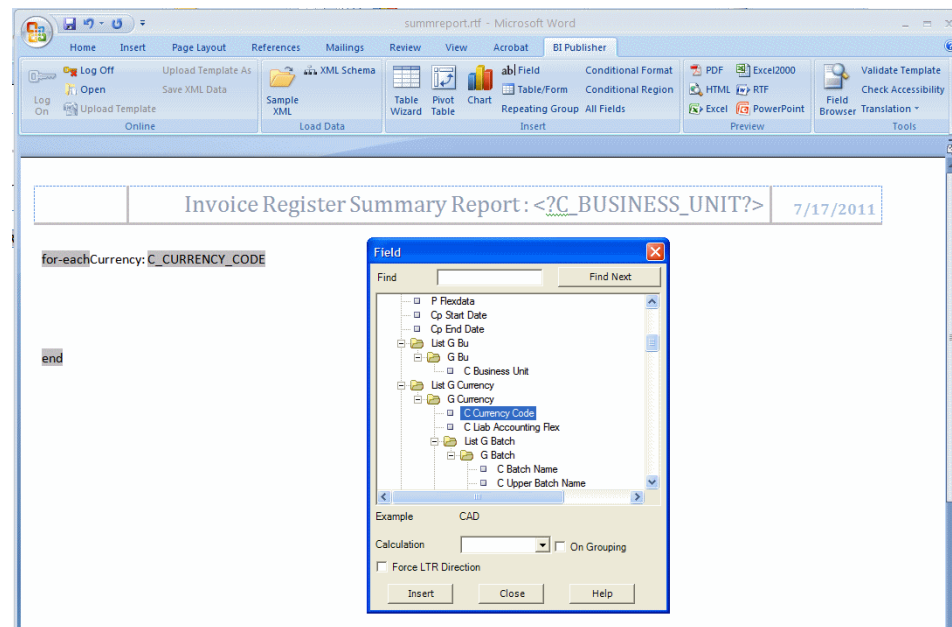 summreport.rtf - Microsoft Word
Home Insert Page Layout References Mailings Review View Acrobat BI Publisher
Log Off Upload Template As XML Schema ab| Field Conditional Format PDF Excel2000 Validate Template
Open Save XML Data Table/Form Conditional Region HTML RTF Check Accessibility
Log On Upload Template Sample XML Table Wizard Pivot Table Chart Repeating Group All Fields Excel PowerPoint Field Browser Translation
Online Load Data Insert Preview Tools
Invoice Register Summary Report : <?C_BUSINESS_UNIT?> 7/17/2011
for-eachCurrency: C_CURRENCY_CODE
end
Field
Find Find Next
P Flexdata
Cp Start Date
Cp End Date
List G Bu
G Bu
C Business Unit
List G Currency
G Currency
C Currency Code
C Liab Accounting Flex
List G Batch
G Batch
C Batch Name
C Upper Batch Name
Example CAD
Calculation On Grouping
Force LTR Direction
Insert Close Help